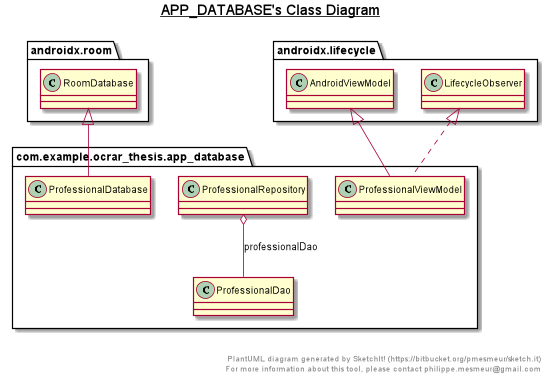 APP_DATABASE's Class Diagram
androidx.room
androidx.lifecycle
C RoomDatabase
C AndroidViewModel
C LifecycleObserver
com.example.ocrar_thesis.app_database
C ProfessionalDatabase
C ProfessionalRepository
C ProfessionalViewModel
professionalDao
C ProfessionalDao
PlantUML diagram generated by SketchIt! (https://bitbucket.org/pmesmeur/sketch.it)
For more information about this tool, please contact philippe.mesmeur@gmail.com